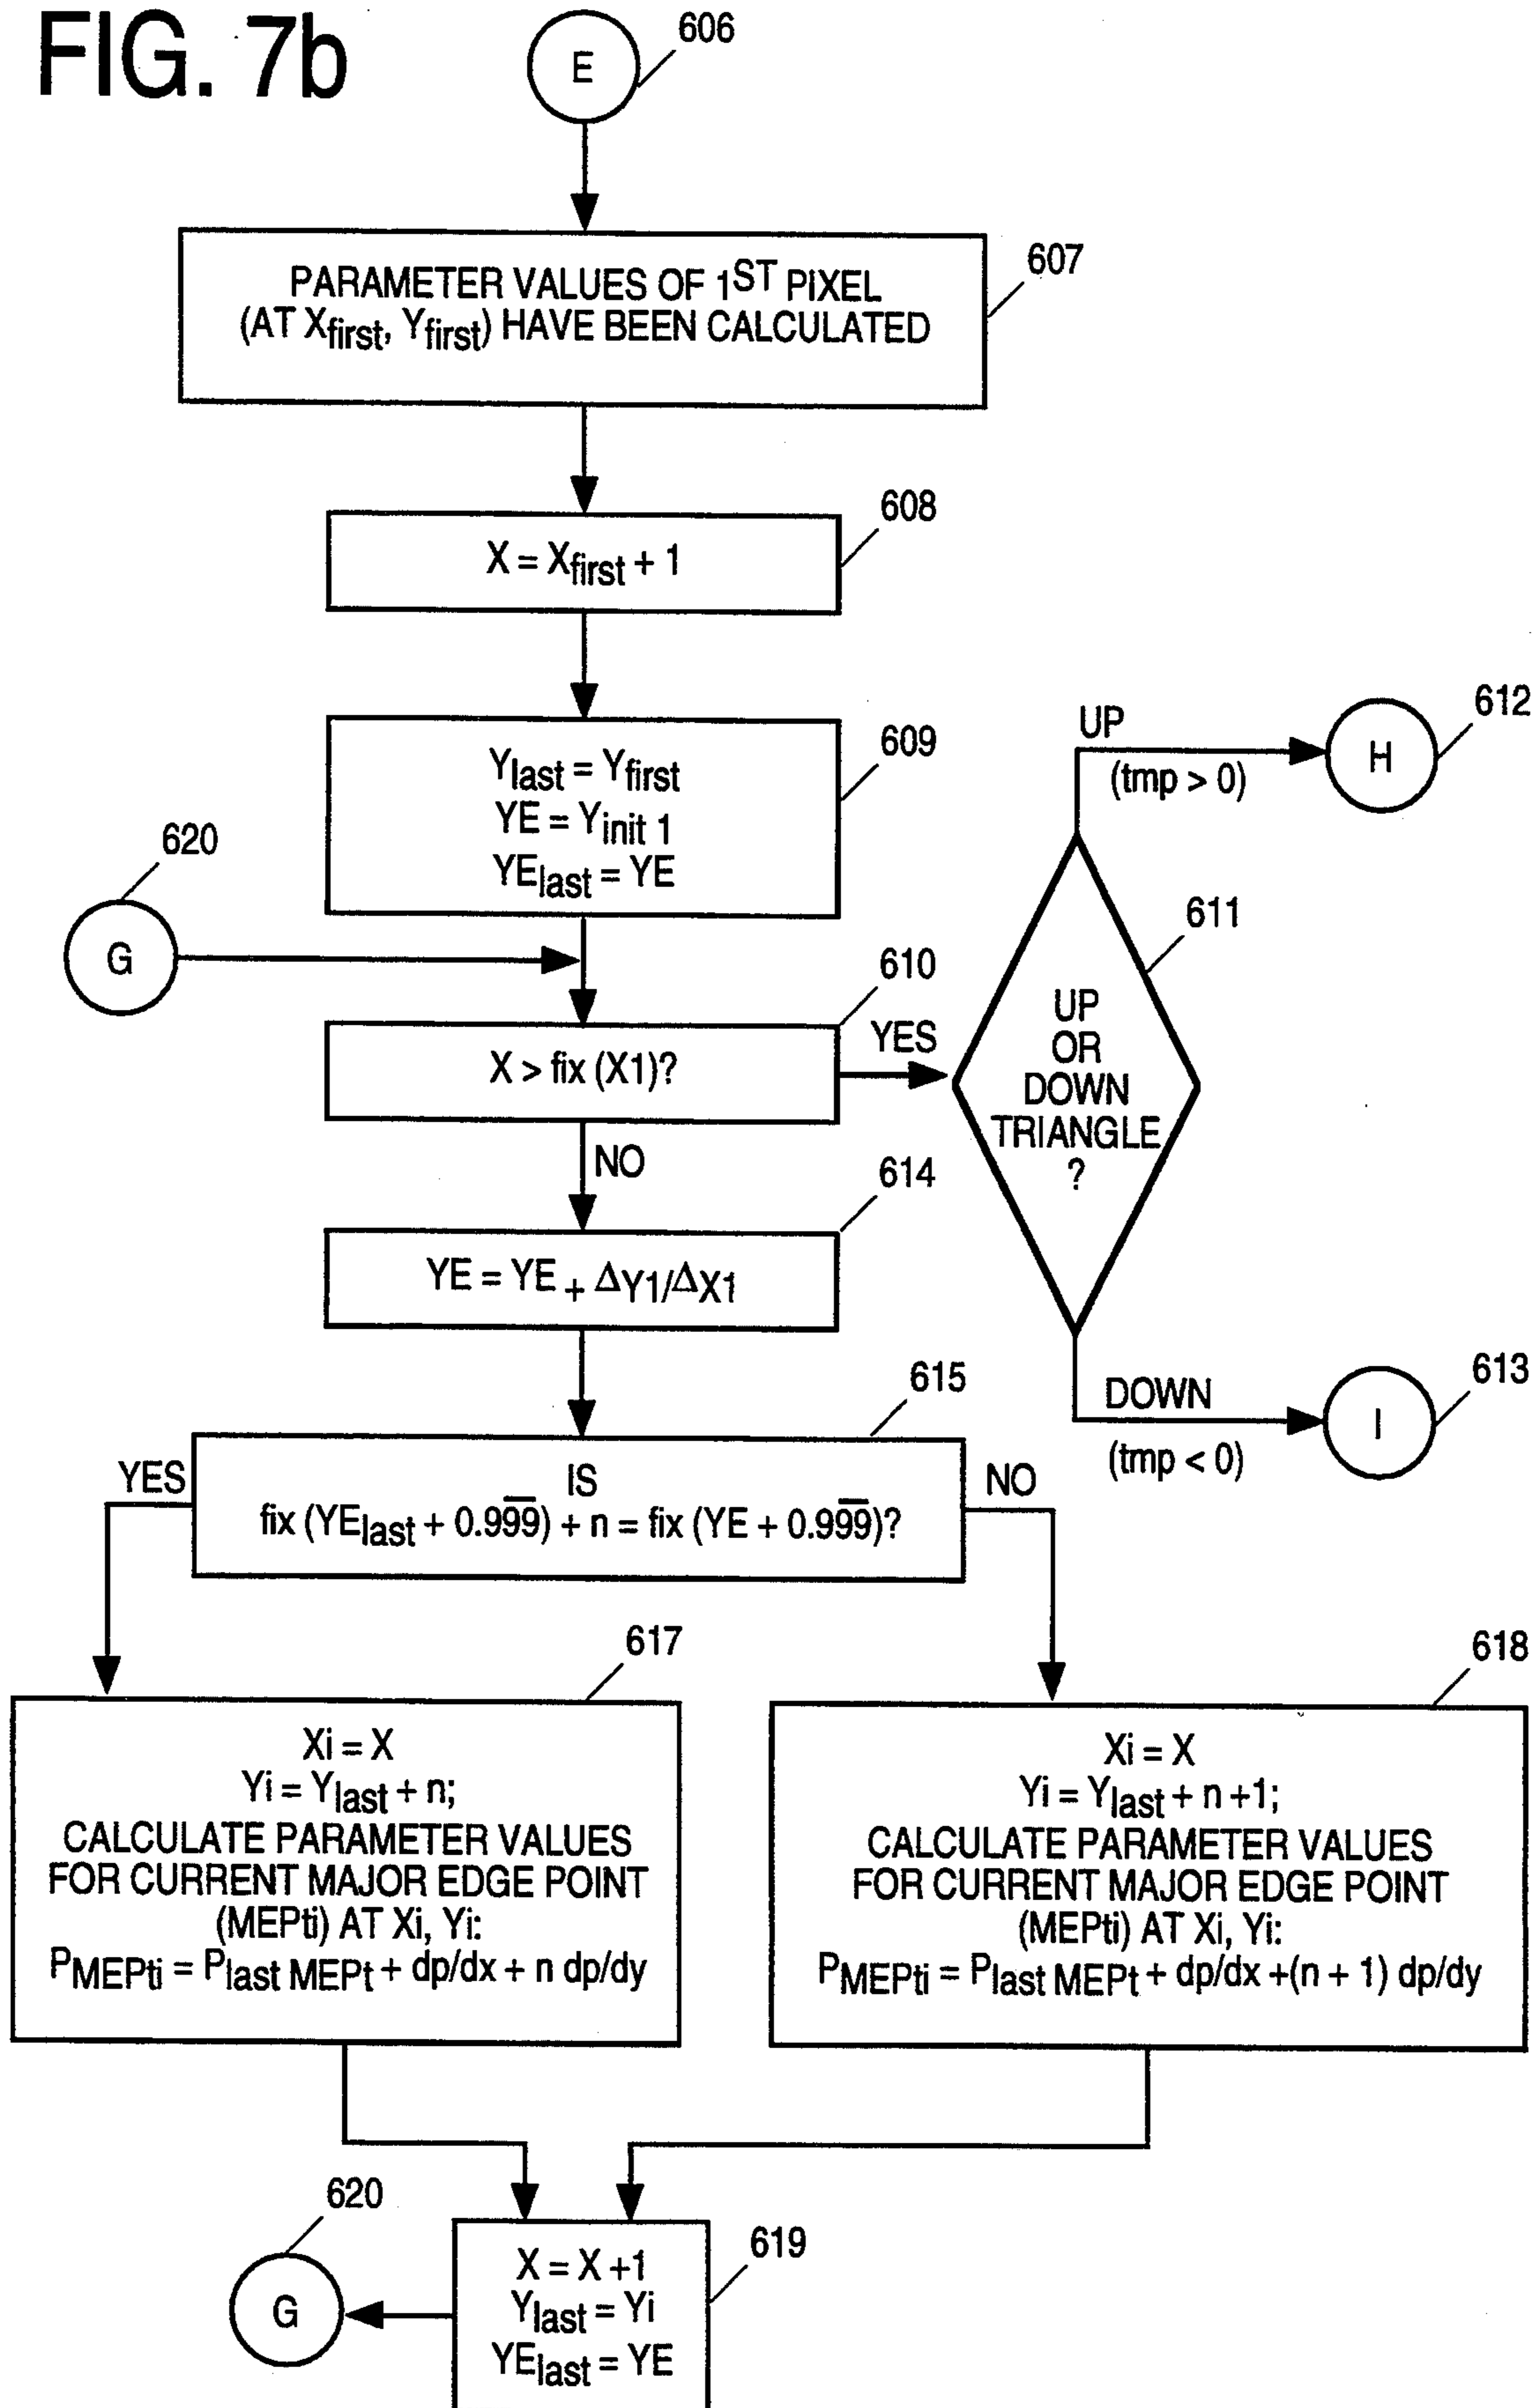 FIG. 7b
E
606
PARAMETER VALUES OF 1ST PIXEL
(AT Xfirst, Yfirst) HAVE BEEN CALCULATED
607
X = Xfirst + 1
608
Ylast = Yfirst
YE = Yinit 1
YElast = YE
609
UP
(tmp > 0)
H
612
620
G
X > fix (X1)?
610
YES
UP
OR
DOWN
TRIANGLE
?
611
NO
YE = YE + ΔY1/ΔX1
614
DOWN
(tmp < 0)
I
613
615
YES
IS
fix (YElast + 0.99̅9̅) + n = fix (YE + 0.99̅9̅)?
NO
617
Xi = X
Yi = Ylast + n;
CALCULATE PARAMETER VALUES
FOR CURRENT MAJOR EDGE POINT
(MEPti) AT Xi, Yi:
PMEPti = Plast MEPt + dp/dx + n dp/dy
618
Xi = X
Yi = Ylast + n +1;
CALCULATE PARAMETER VALUES
FOR CURRENT MAJOR EDGE POINT
(MEPti) AT Xi, Yi:
PMEPti = Plast MEPt + dp/dx +(n + 1) dp/dy
620
G
X = X +1
Ylast = Yi
YElast = YE
619